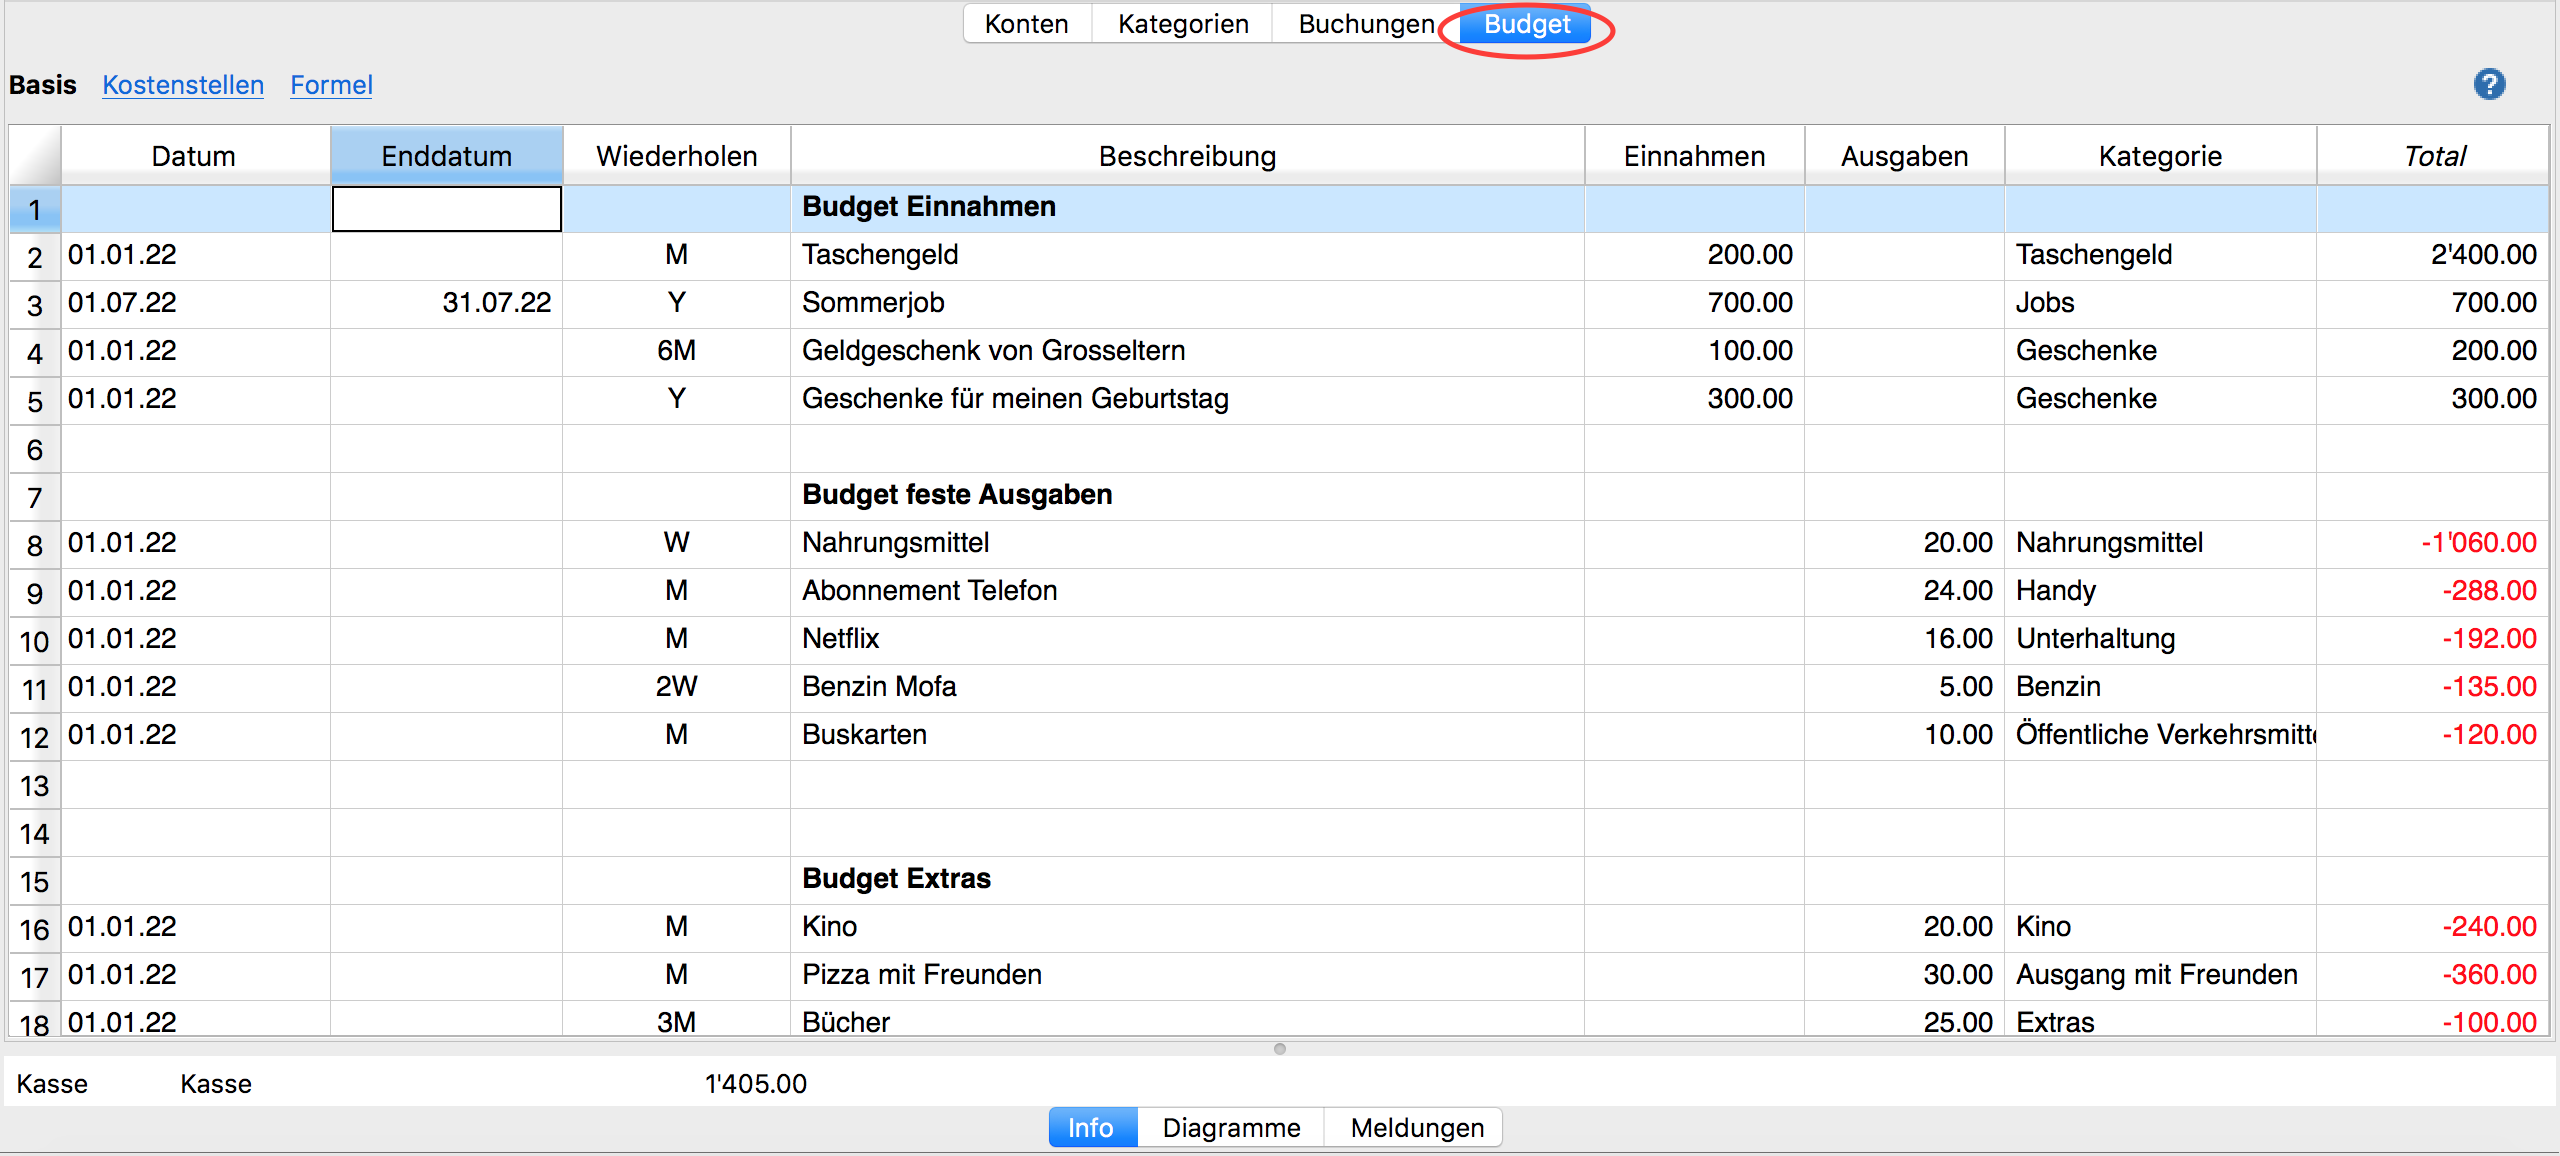 Konten Kategorien Buchungen Budget
Basis Kostenstellen Formel ?
Datum Enddatum Wiederholen Beschreibung Einnahmen Ausgaben Kategorie Total
1 Budget Einnahmen
2 01.01.22 M Taschengeld 200.00 Taschengeld 2'400.00
3 01.07.22 31.07.22 Y Sommerjob 700.00 Jobs 700.00
4 01.01.22 6M Geldgeschenk von Grosseltern 100.00 Geschenke 200.00
5 01.01.22 Y Geschenke für meinen Geburtstag 300.00 Geschenke 300.00
6
7 Budget feste Ausgaben
8 01.01.22 W Nahrungsmittel 20.00 Nahrungsmittel -1'060.00
9 01.01.22 M Abonnement Telefon 24.00 Handy -288.00
10 01.01.22 M Netflix 16.00 Unterhaltung -192.00
11 01.01.22 2W Benzin Mofa 5.00 Benzin -135.00
12 01.01.22 M Buskarten 10.00 Öffentliche Verkehrsmitte -120.00
13
14
15 Budget Extras
16 01.01.22 M Kino 20.00 Kino -240.00
17 01.01.22 M Pizza mit Freunden 30.00 Ausgang mit Freunden -360.00
18 01.01.22 3M Bücher 25.00 Extras -100.00
Kasse Kasse 1'405.00
Info Diagramme Meldungen